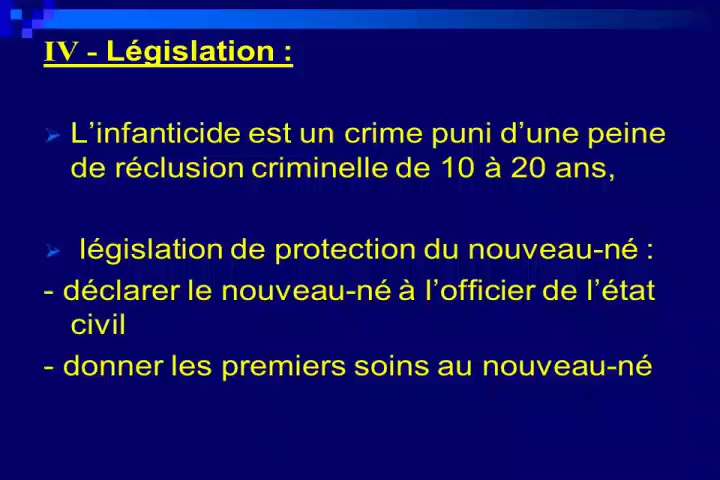 IV - Législation :
L’infanticide est un crime puni d’une peine
de réclusion criminelle de 10 à 20 ans,
législation de protection du nouveau-né :
- déclarer le nouveau-né à l’officier de l’état
civil
- donner les premiers soins au nouveau-né